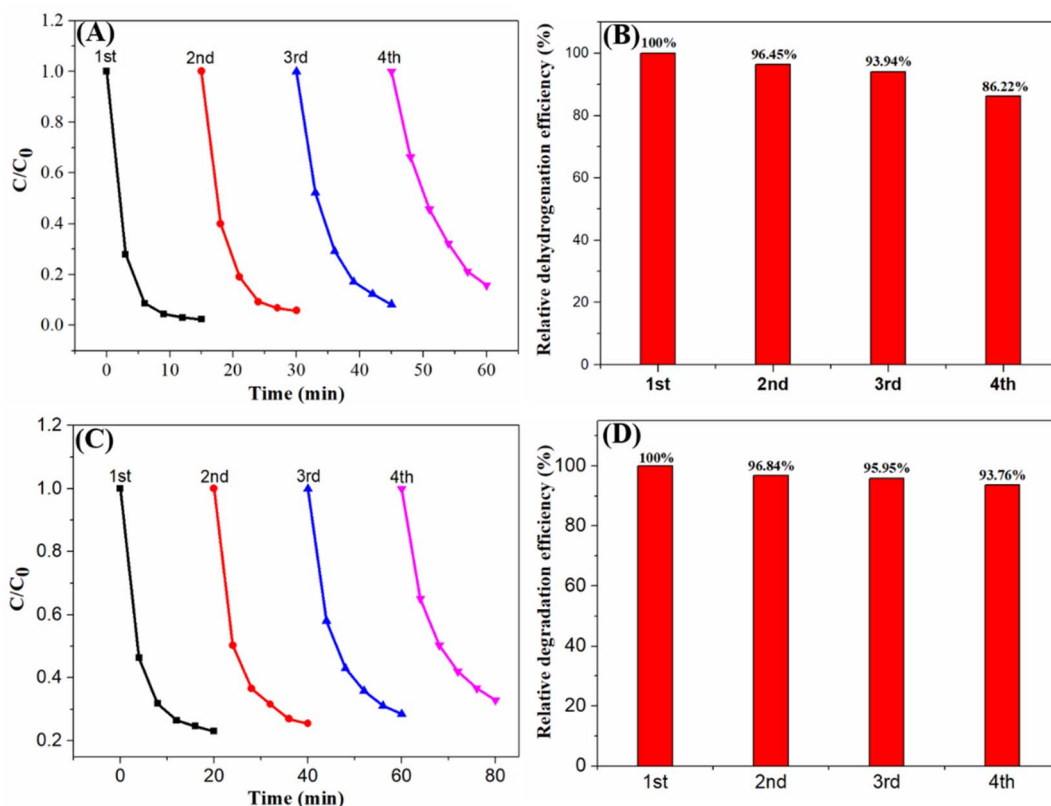 (A)
1st 2nd 3rd 4th
1.2
1.0
0.8
0.6
0.4
0.2
0.0
C/C0
0 10 20 30 40 50 60
Time (min)
(B)
Relative dehydrogenation efficiency (%)
100
80
60
40
20
0
100% 96.45% 93.94% 86.22%
1st 2nd 3rd 4th
(C)
1st 2nd 3rd 4th
1.2
1.0
0.8
0.6
0.4
0.2
C/C0
0 20 40 60 80
Time (min)
(D)
Relative degradation efficiency (%)
100
80
60
40
20
0
100% 96.84% 95.95% 93.76%
1st 2nd 3rd 4th